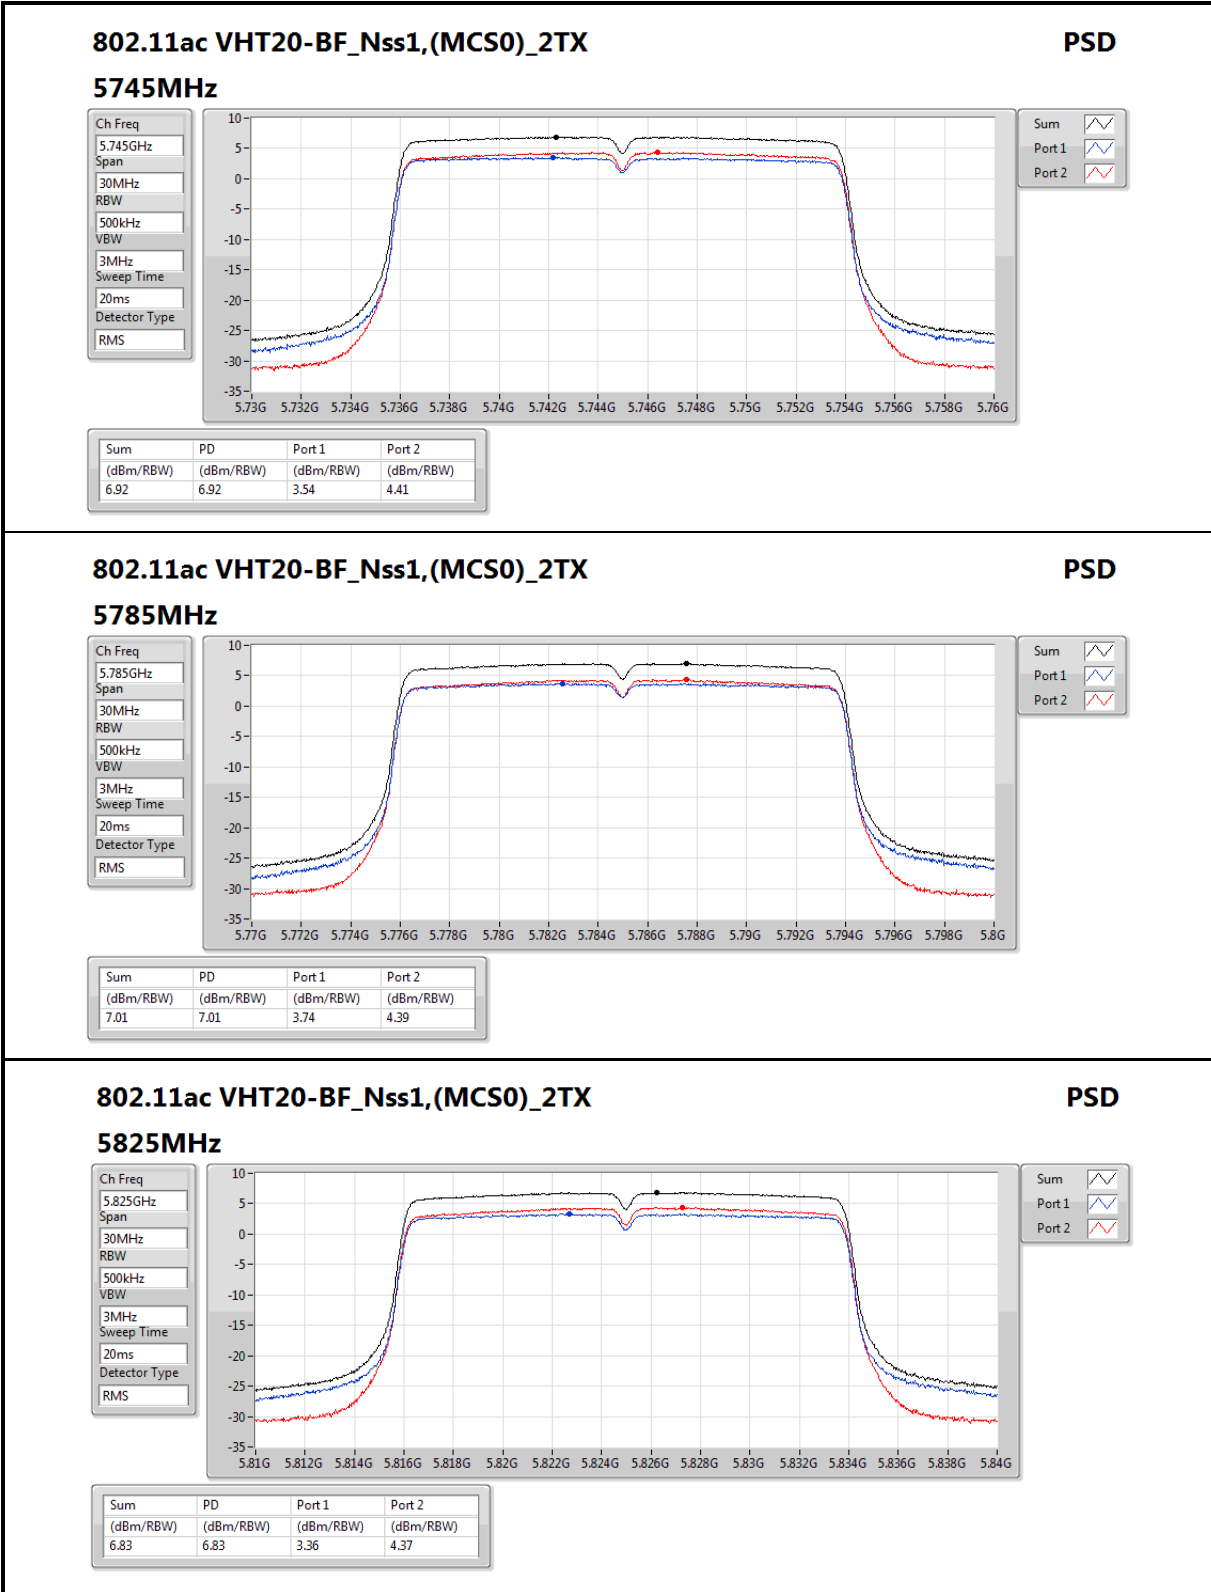 802.11ac VHT20-BF_Nss1,(MCS0)_2TX PSD
5745MHz
Ch Freq
5.745GHz
Span
30MHz
RBW
500kHz
VBW
3MHz
Sweep Time
20ms
Detector Type
RMS
10
5
0
-5
-10
-15
-20
-25
-30
-35
5.73G 5.732G 5.734G 5.736G 5.738G 5.74G 5.742G 5.744G 5.746G 5.748G 5.75G 5.752G 5.754G 5.756G 5.758G 5.76G
Sum
Port 1
Port 2
Sum PD Port 1 Port 2
(dBm/RBW) (dBm/RBW) (dBm/RBW) (dBm/RBW)
6.92 6.92 3.54 4.41
802.11ac VHT20-BF_Nss1,(MCS0)_2TX PSD
5785MHz
Ch Freq
5.785GHz
Span
30MHz
RBW
500kHz
VBW
3MHz
Sweep Time
20ms
Detector Type
RMS
10
5
0
-5
-10
-15
-20
-25
-30
-35
5.77G 5.772G 5.774G 5.776G 5.778G 5.78G 5.782G 5.784G 5.786G 5.788G 5.79G 5.792G 5.794G 5.796G 5.798G 5.8G
Sum
Port 1
Port 2
Sum PD Port 1 Port 2
(dBm/RBW) (dBm/RBW) (dBm/RBW) (dBm/RBW)
7.01 7.01 3.74 4.39
802.11ac VHT20-BF_Nss1,(MCS0)_2TX PSD
5825MHz
Ch Freq
5.825GHz
Span
30MHz
RBW
500kHz
VBW
3MHz
Sweep Time
20ms
Detector Type
RMS
10
5
0
-5
-10
-15
-20
-25
-30
-35
5.81G 5.812G 5.814G 5.816G 5.818G 5.82G 5.822G 5.824G 5.826G 5.828G 5.83G 5.832G 5.834G 5.836G 5.838G 5.84G
Sum
Port 1
Port 2
Sum PD Port 1 Port 2
(dBm/RBW) (dBm/RBW) (dBm/RBW) (dBm/RBW)
6.83 6.83 3.36 4.37